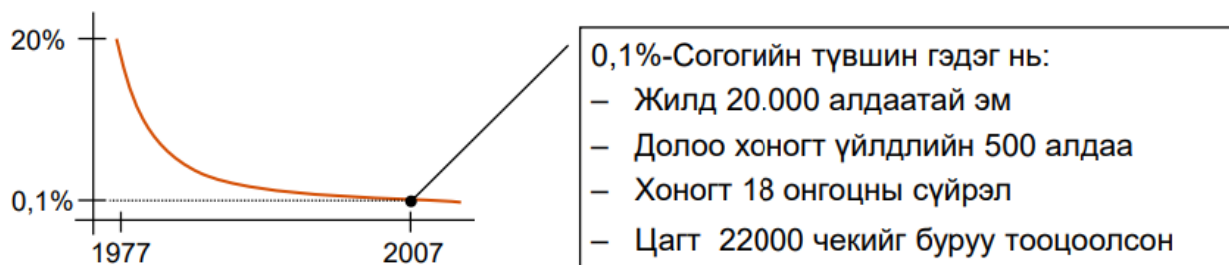 20%
0,1%
1977 2007
0,1%-Согогийн түвшин гэдэг нь:
– Жилд 20.000 алдаатай эм
– Долоо хоногт үйлдлийн 500 алдаа
– Хоногт 18 онгоцны сүйрэл
– Цагт 22000 чекийг буруу тооцоолсон